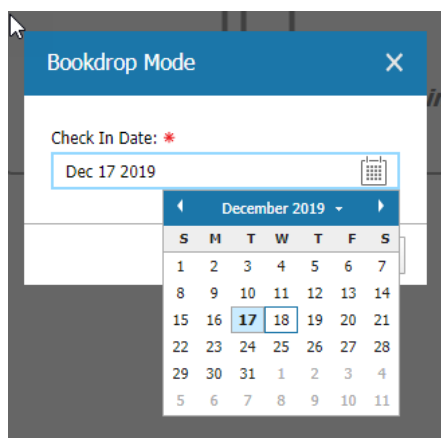 Bookdrop Mode
Check In Date: *
Dec 17 2019
December 2019
S M T W T F S
1 2 3 4 5 6 7
8 9 10 11 12 13 14
15 16 17 18 19 20 21
22 23 24 25 26 27 28
29 30 31 1 2 3 4
5 6 7 8 9 10 11